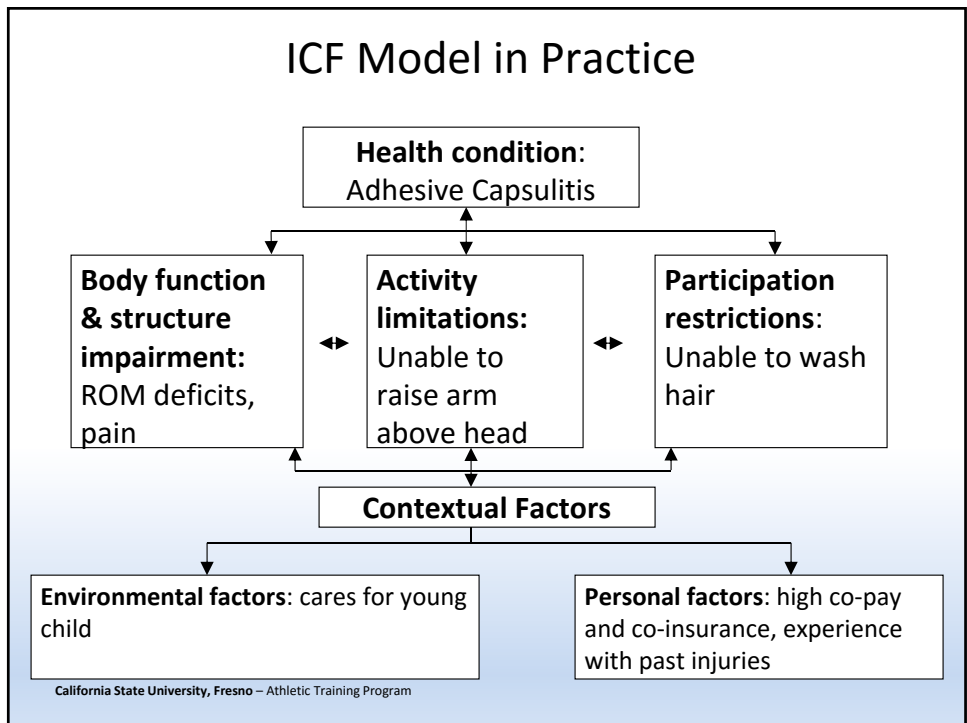 ICF Model in Practice
Health condition:
Adhesive Capsulitis
Body function
& structure
impairment:
ROM deficits,
pain
Activity
limitations:
Unable to
raise arm
above head
Participation
restrictions:
Unable to wash
hair
Contextual Factors
Environmental factors: cares for young
child
Personal factors: high co-pay
and co-insurance, experience
with past injuries
California State University, Fresno – Athletic Training Program